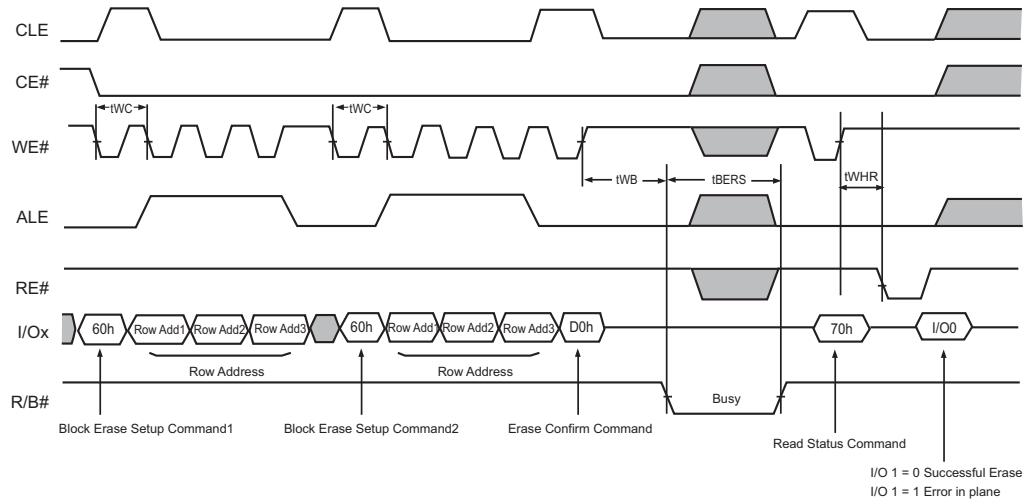 CLE
CE#
tWC
tWC
WE#
tWB
tBERS
tWHR
ALE
RE#
I/Ox
60h
Row Add1
Row Add2
Row Add3
60h
Row Add1
Row Add2
Row Add3
D0h
70h
I/O0
Row Address
Row Address
R/B#
Busy
Block Erase Setup Command1
Block Erase Setup Command2
Erase Confirm Command
Read Status Command
I/O 1 = 0 Successful Erase
I/O 1 = 1 Error in plane